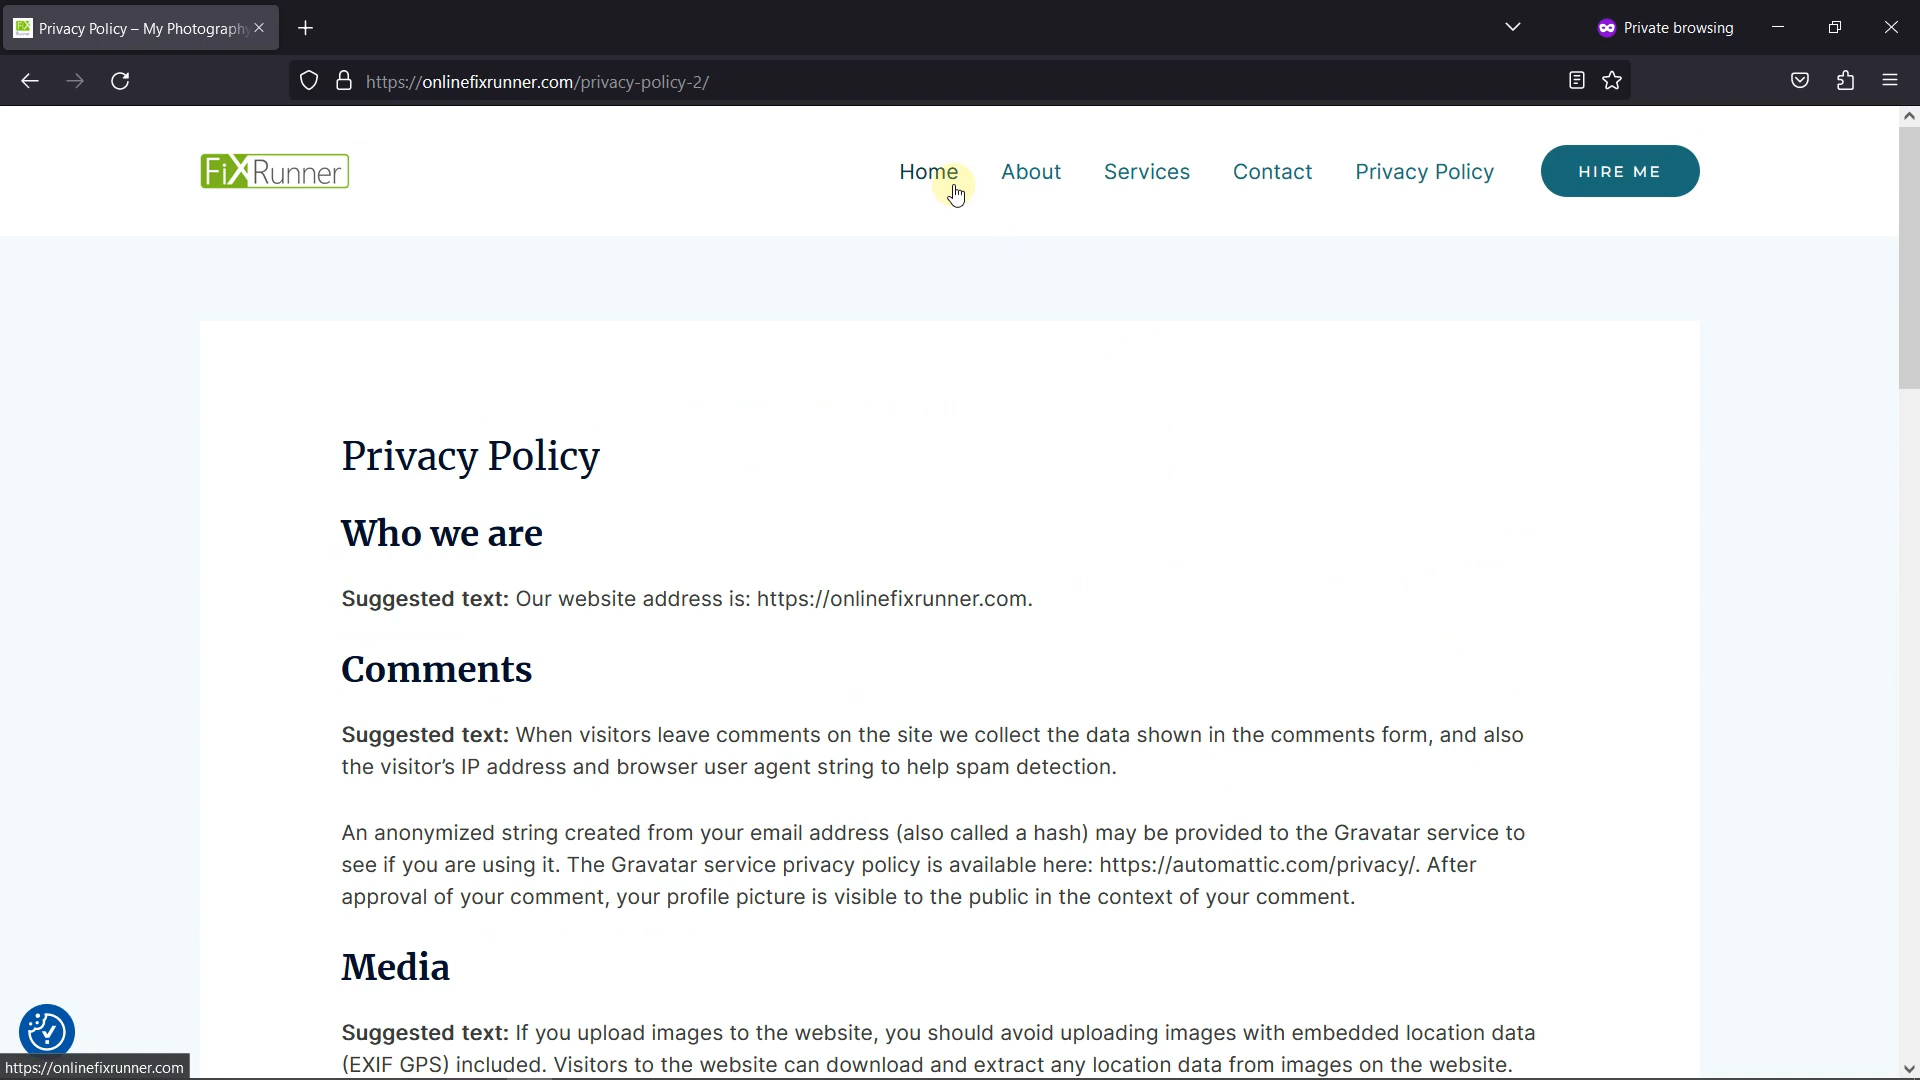 Privacy Policy – My Photography
Private browsing
https://onlinefixrunner.com/privacy-policy-2/
FiXRunner
Home About Services Contact Privacy Policy HIRE ME
Privacy Policy
Who we are
Suggested text: Our website address is: https://onlinefixrunner.com.
Comments
Suggested text: When visitors leave comments on the site we collect the data shown in the comments form, and also
the visitor’s IP address and browser user agent string to help spam detection.
An anonymized string created from your email address (also called a hash) may be provided to the Gravatar service to
see if you are using it. The Gravatar service privacy policy is available here: https://automattic.com/privacy/. After
approval of your comment, your profile picture is visible to the public in the context of your comment.
Media
Suggested text: If you upload images to the website, you should avoid uploading images with embedded location data
(EXIF GPS) included. Visitors to the website can download and extract any location data from images on the website.
https://onlinefixrunner.com